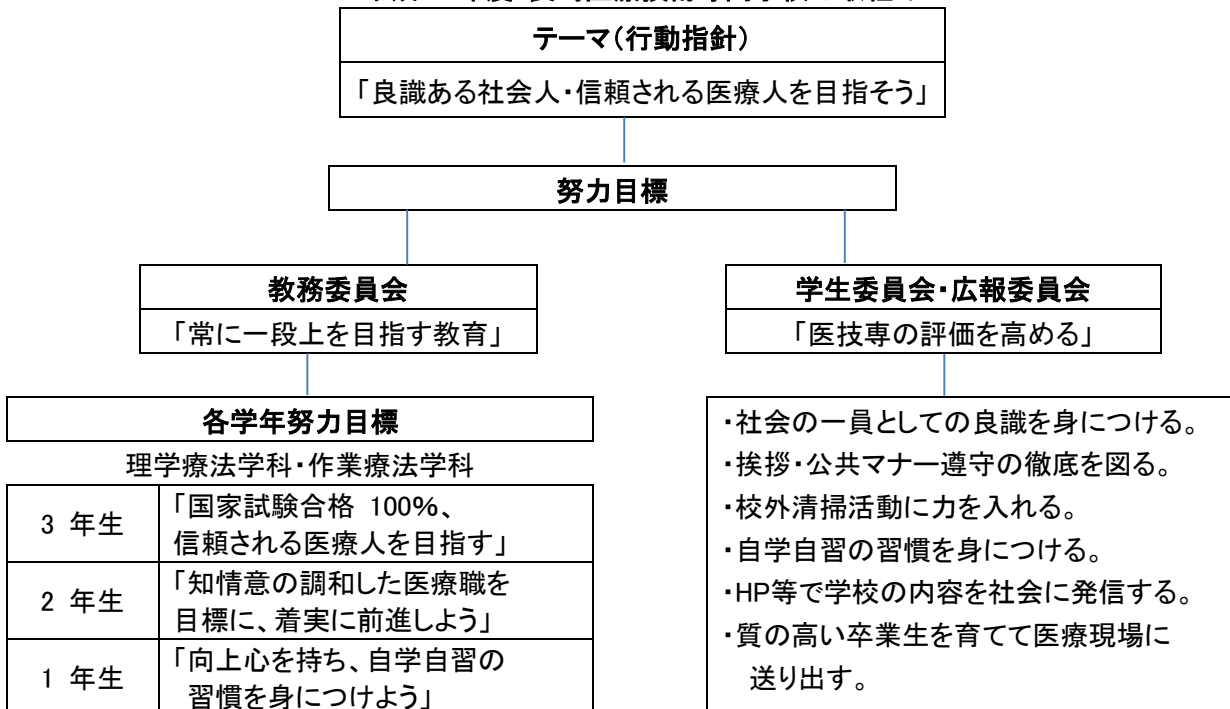 テーマ(行動指針)
「良識ある社会人・信頼される医療人を目指そう」
努力目標
教務委員会
「常に一段上を目指す教育」
学生委員会・広報委員会
「医技専の評価を高める」
各学年努力目標
理学療法学科・作業療法学科
3 年生
「国家試験合格 100%、
信頼される医療人を目指す」
2 年生
「知情意の調和した医療職を
目標に、着実に前進しよう」
1 年生
「向上心を持ち、自学自習の
習慣を身につけよう」
・社会の一員としての良識を身につける。
・挨拶・公共マナー遵守の徹底を図る。
・校外清掃活動に力を入れる。
・自学自習の習慣を身につける。
・HP等で学校の内容を社会に発信する。
・質の高い卒業生を育てて医療現場に
送り出す。